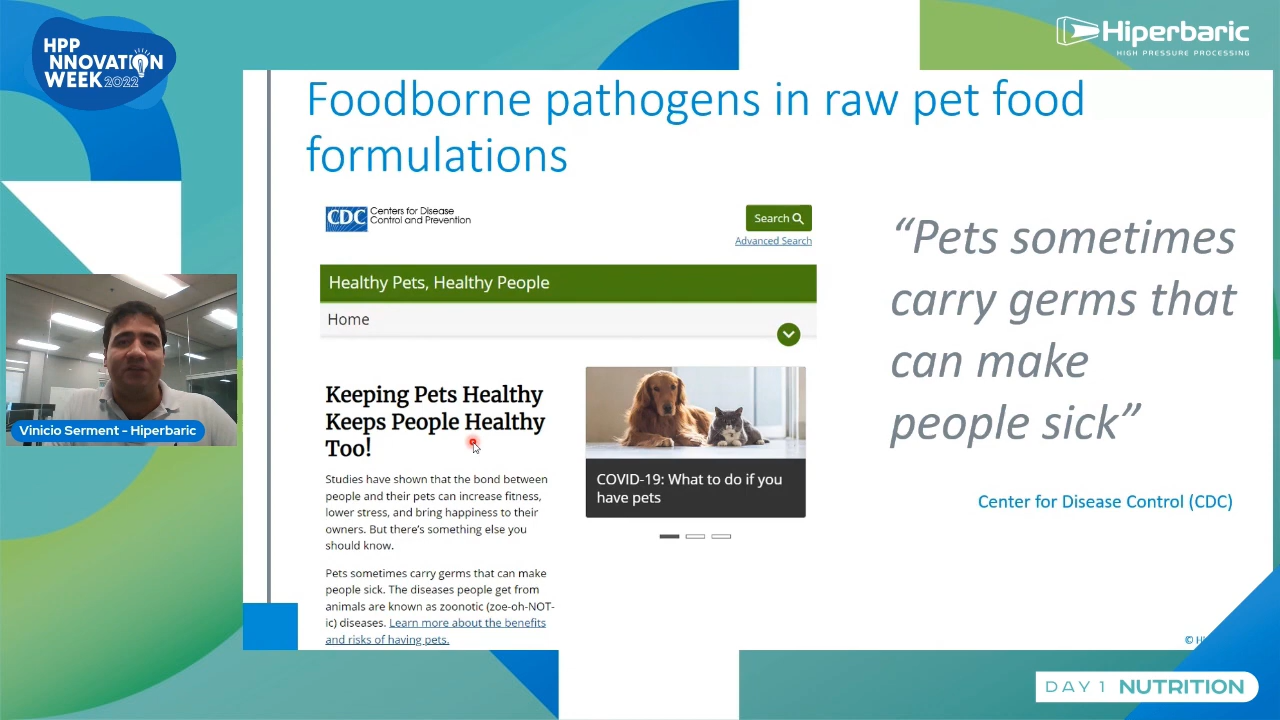 HPP
NNOVATION
WEEK 2022
Hiperbaric
HIGH PRESSURE PROCESSING
Foodborne pathogens in raw pet food
formulations
CDC Centers for Disease
Control and Prevention
Search
Advanced Search
Healthy Pets, Healthy People
Home
Keeping Pets Healthy
Keeps People Healthy
Too!
Studies have shown that the bond between
people and their pets can increase fitness,
lower stress, and bring happiness to their
owners. But there's something else you
should know.
Pets sometimes carry germs that can make
people sick. The diseases people get from
animals are known as zoonotic (zoe-oh-NOT-
ic) diseases. Learn more about the benefits
and risks of having pets.
COVID-19: What to do if you
have pets
“Pets sometimes
carry germs that
can make
people sick”
Center for Disease Control (CDC)
Vinicio Serment - Hiperbaric
©
DAY 1 NUTRITION